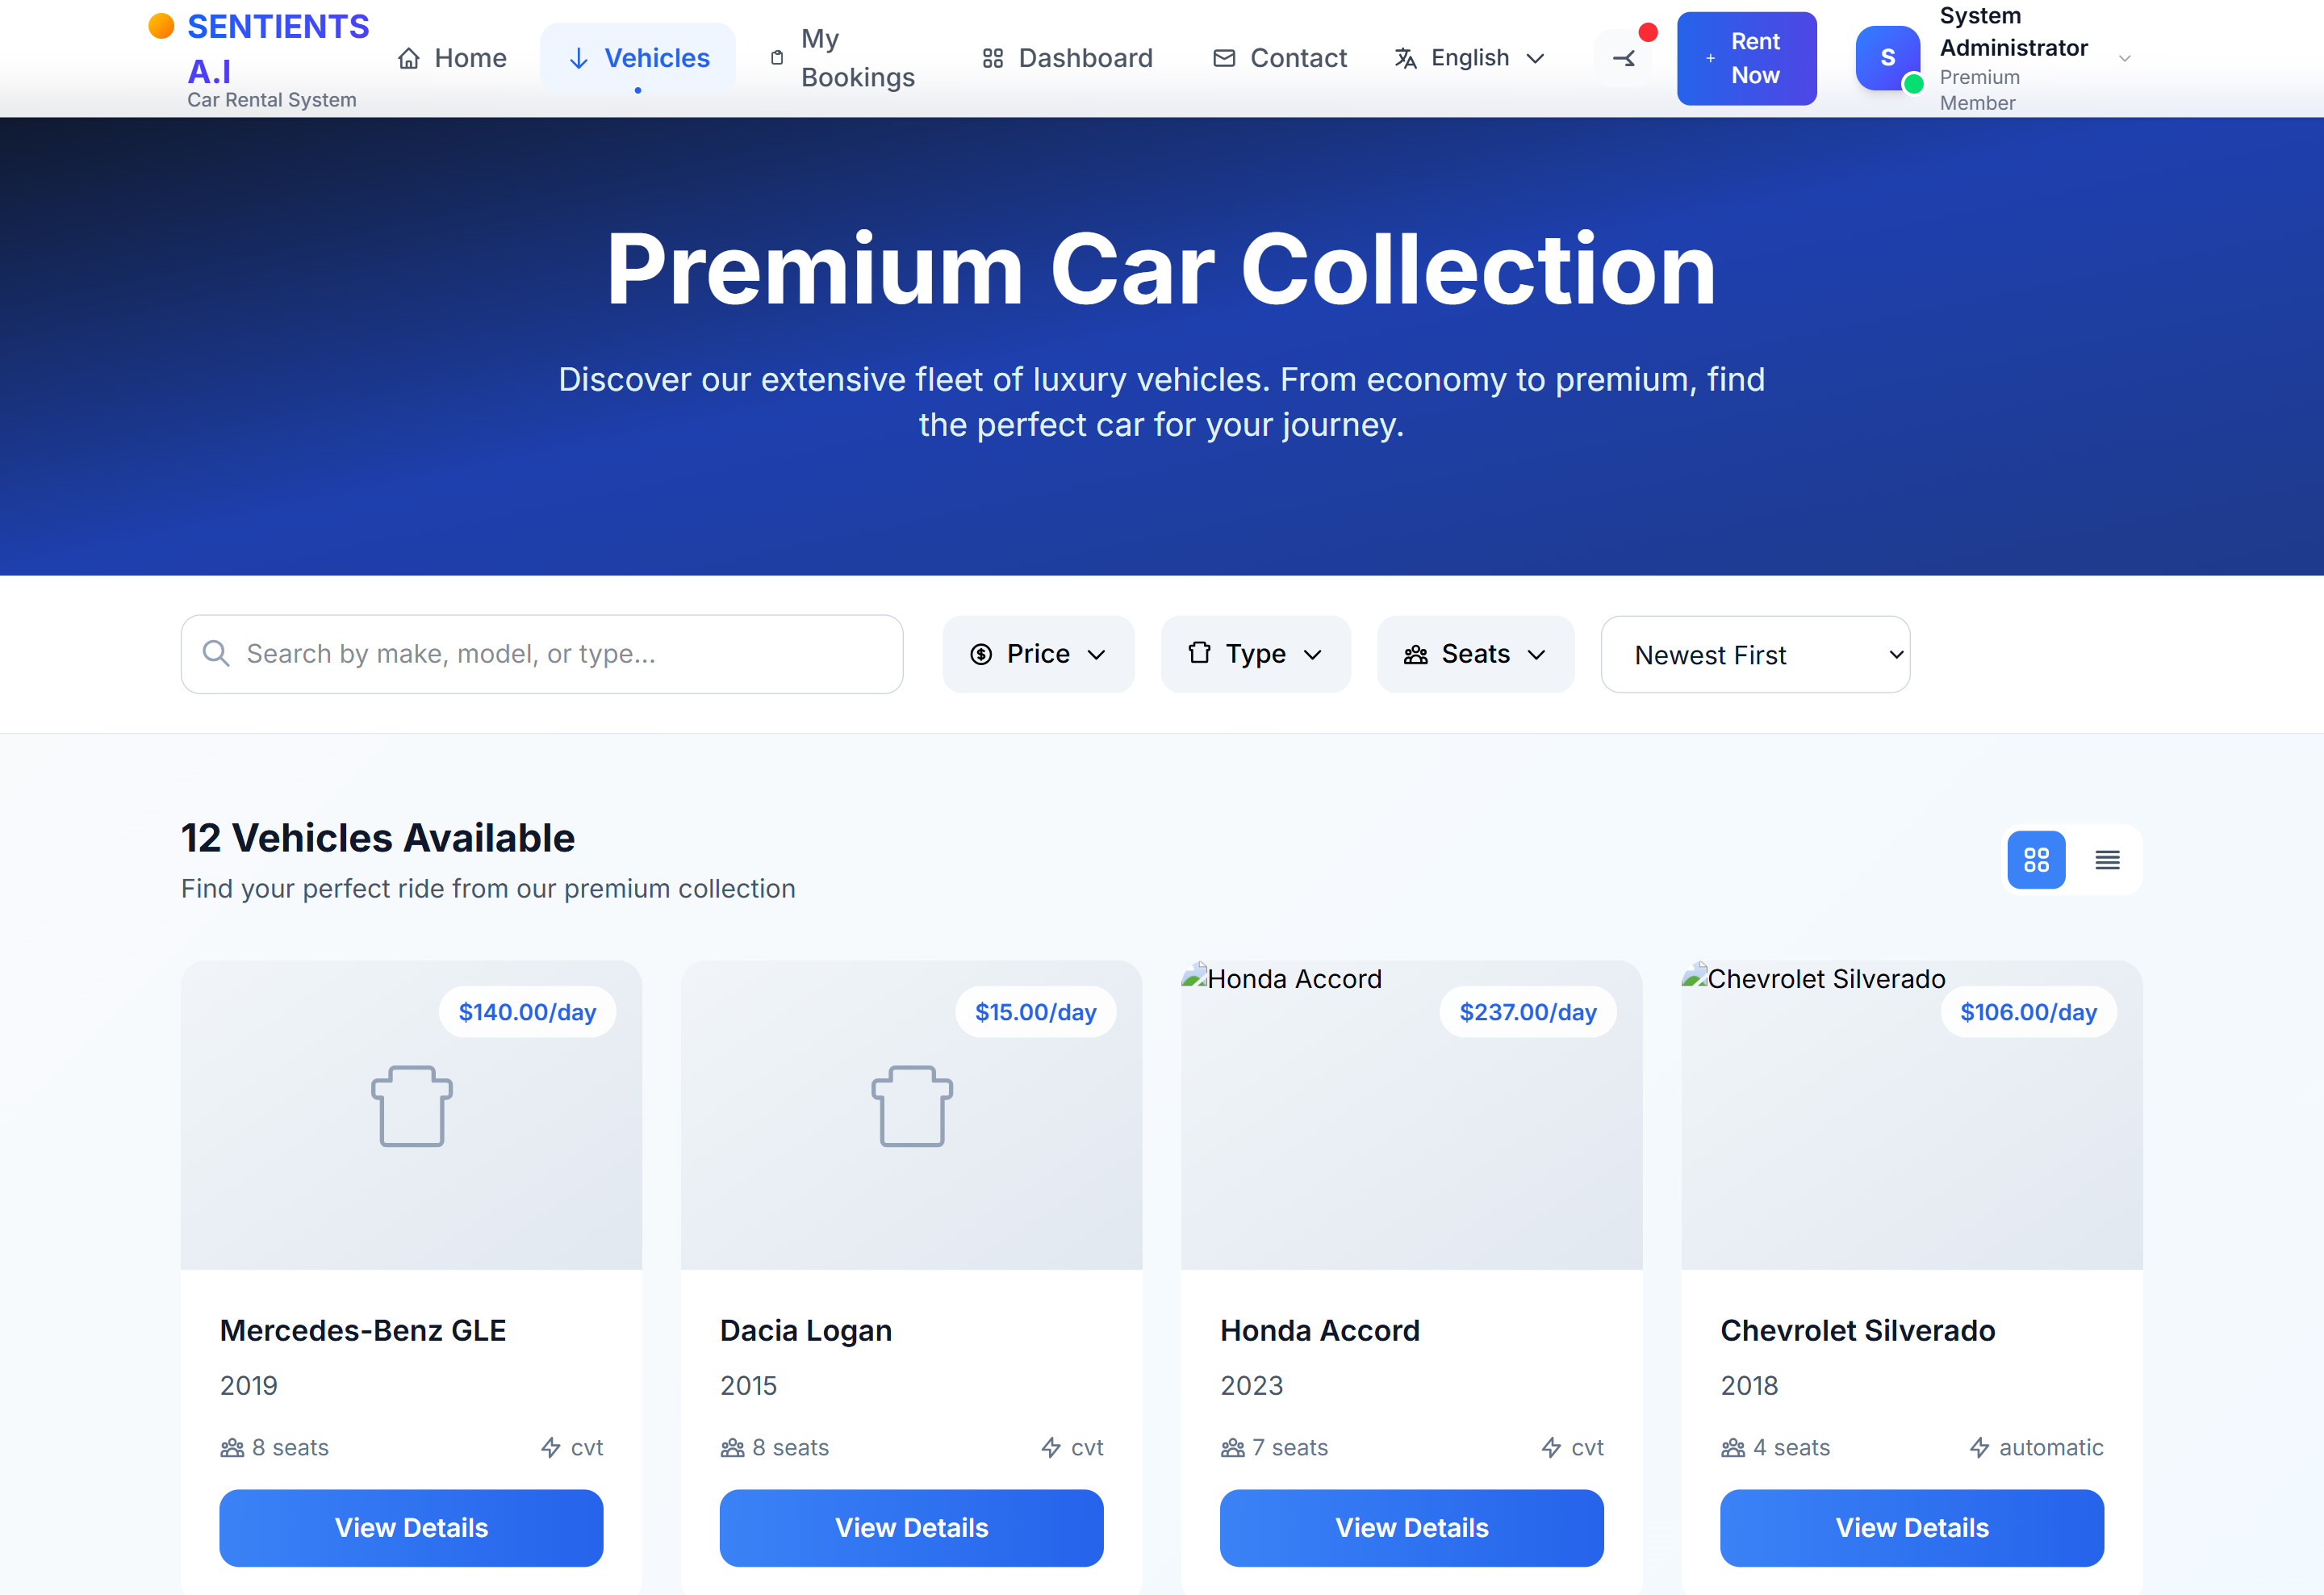 SENTIENTS
A.I
Car Rental System
Home
Vehicles
My
Bookings
Dashboard
Contact
English
Rent
Now
S
System
Administrator
Premium
Member
Premium Car Collection
Discover our extensive fleet of luxury vehicles. From economy to premium, find
the perfect car for your journey.
Search by make, model, or type...
Price
Type
Seats
Newest First
12 Vehicles Available
Find your perfect ride from our premium collection
$140.00/day
Mercedes-Benz GLE
2019
8 seats
cvt
View Details
$15.00/day
Dacia Logan
2015
8 seats
cvt
View Details
Honda Accord
$237.00/day
Honda Accord
2023
7 seats
cvt
View Details
Chevrolet Silverado
$106.00/day
Chevrolet Silverado
2018
4 seats
automatic
View Details